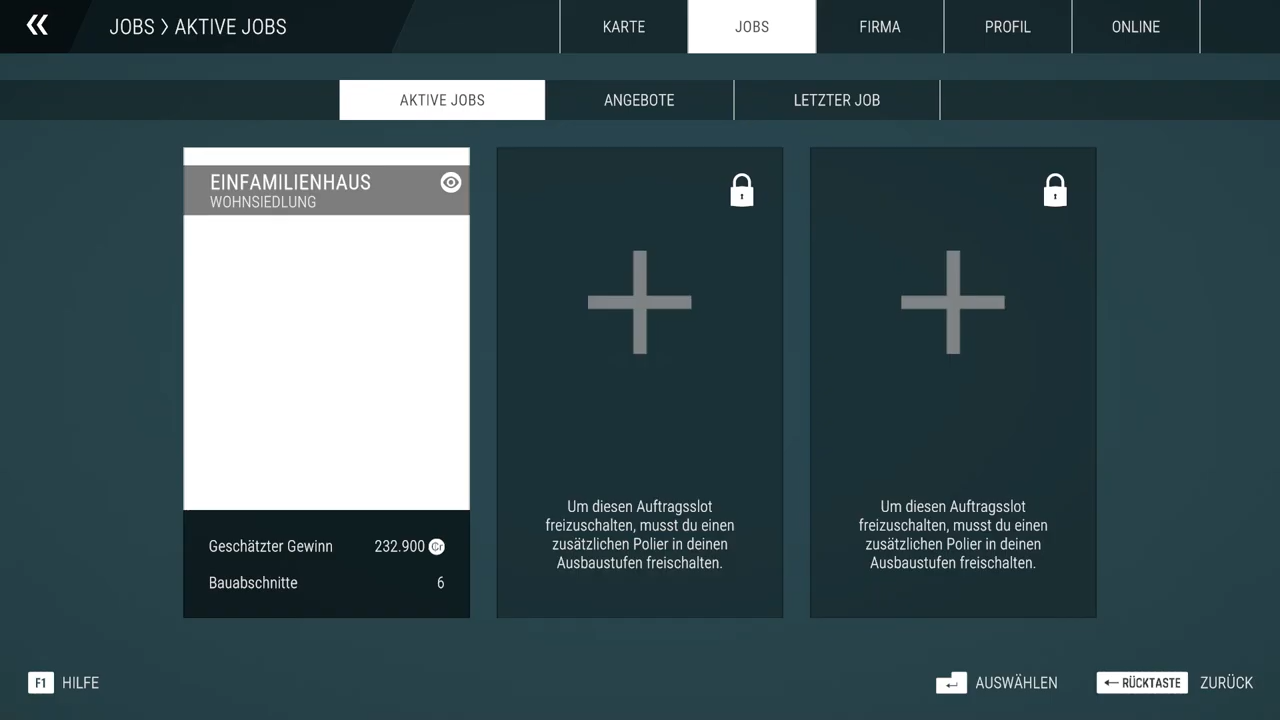 JOBS > AKTIVE JOBS
KARTE
JOBS
FIRMA
PROFIL
ONLINE
AKTIVE JOBS
ANGEBOTE
LETZTER JOB
EINFAMILIENHAUS
WOHNSIEDLUNG
Geschätzter Gewinn 232.900 Cr
Bauabschnitte 6
Um diesen Auftragsslot
freizuschalten, musst du einen
zusätzlichen Polier in deinen
Ausbaustufen freischalten.
Um diesen Auftragsslot
freizuschalten, musst du einen
zusätzlichen Polier in deinen
Ausbaustufen freischalten.
F1 HILFE
AUSWÄHLEN
← RÜCKTASTE ZURÜCK